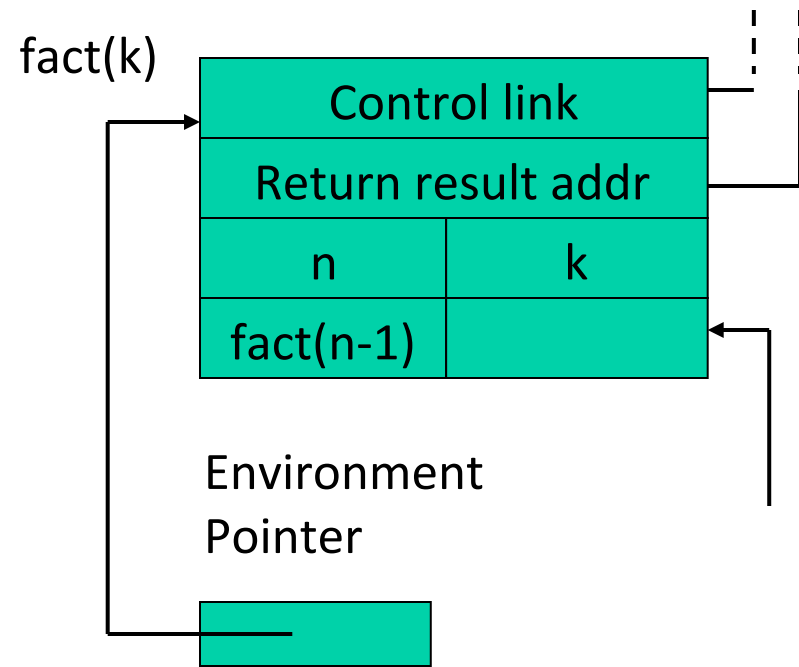 fact(k)
Control link
Return result addr
n k
fact(n-1)
Environment
Pointer